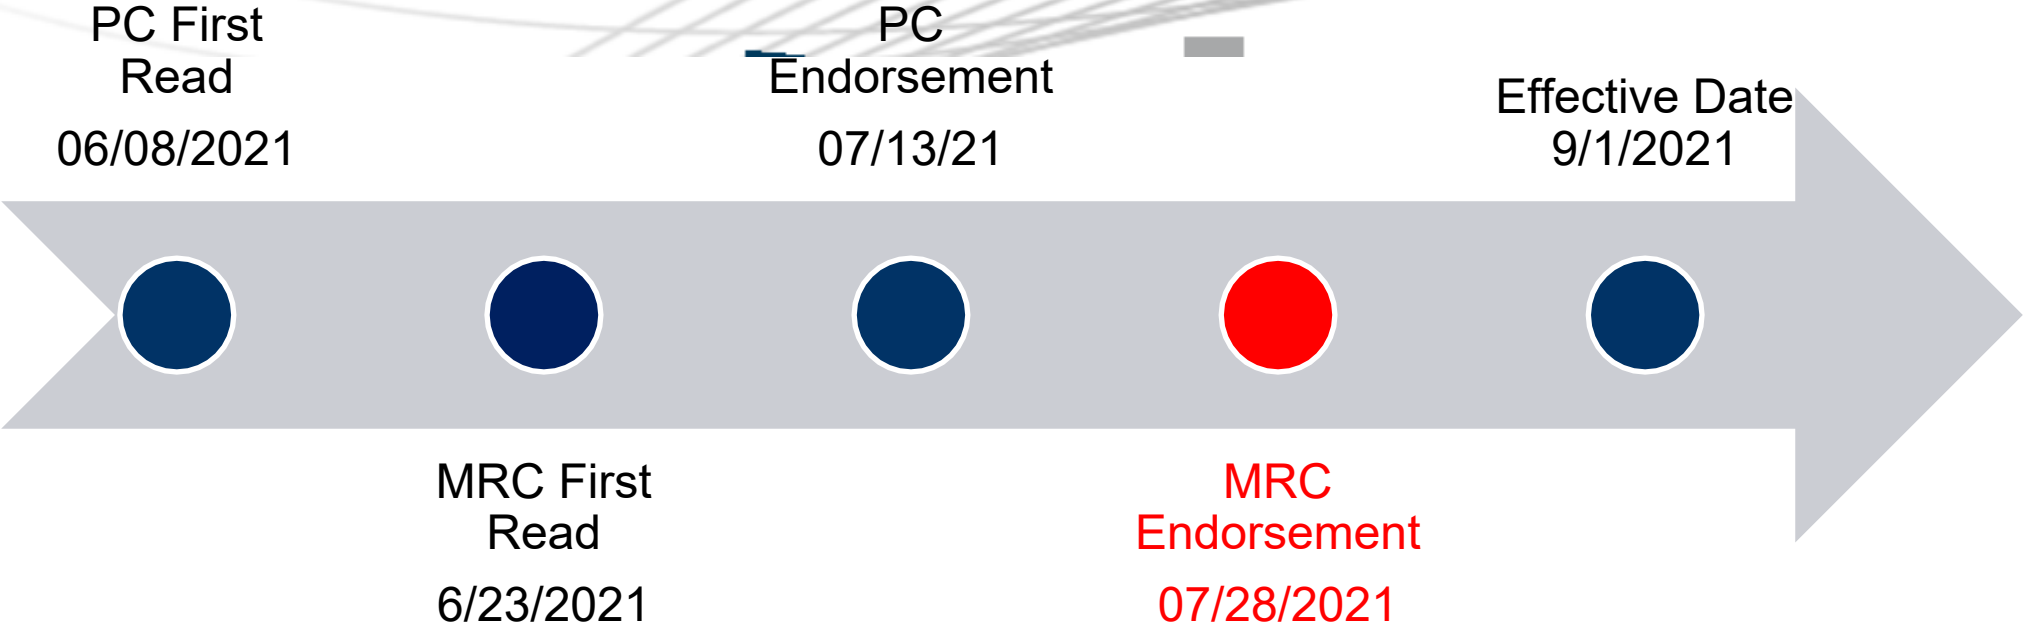 PC First
Read
06/08/2021
MRC First
Read
6/23/2021
PC
Endorsement
07/13/21
MRC
Endorsement
07/28/2021
Effective Date
9/1/2021